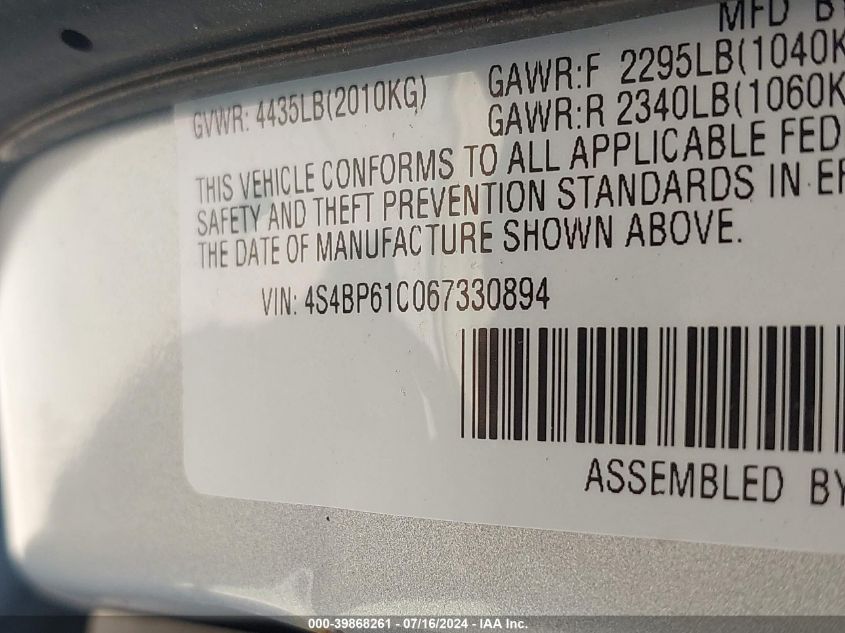 MFD B
GVWR: 4435LB(2010KG)
GAWR:F 2295LB(1040K
GAWR:R 2340LB(1060K
THIS VEHICLE CONFORMS TO ALL APPLICABLE FED
SAFETY AND THEFT PREVENTION STANDARDS IN EF
THE DATE OF MANUFACTURE SHOWN ABOVE.
VIN: 4S4BP61C067330894
ASSEMBLED BY
000-39868261 - 07/16/2024 - IAA Inc.